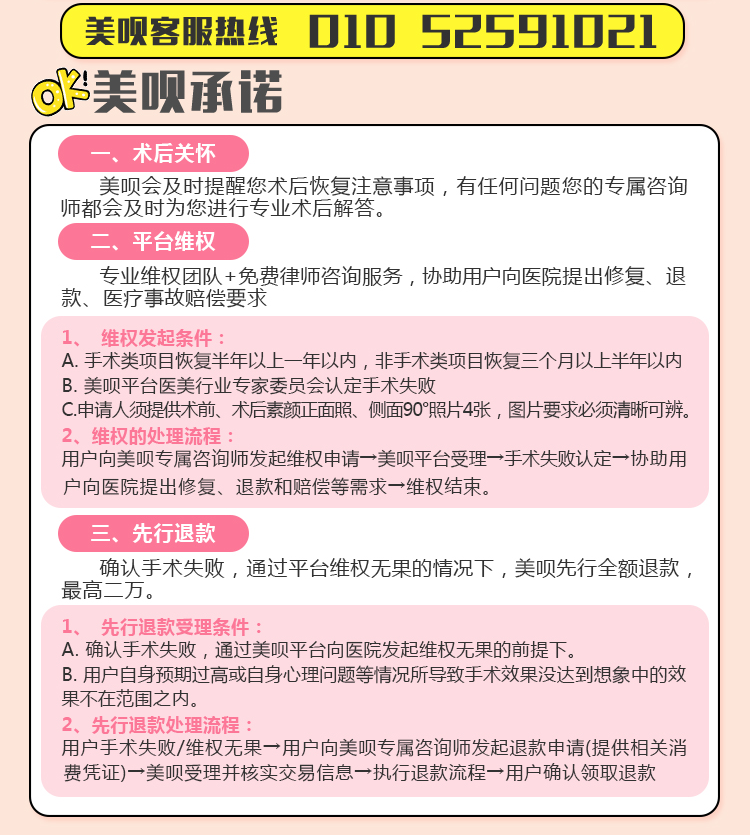 美呗客服热线 010 52591021
OK!美呗承诺
一、术后关怀
美呗会及时提醒您术后恢复注意事项，有任何问题您的专属咨询
师都会及时为您进行专业术后解答。
二、平台维权
专业维权团队+免费律师咨询服务，协助用户向医院提出修复、退
款、医疗事故赔偿要求
1、 维权发起条件：
A. 手术类项目恢复半年以上一年以内，非手术类项目恢复三个月以上半年以内
B. 美呗平台医美行业专家委员会认定手术失败
C.申请人须提供术前、术后素颜正面照、侧面90°照片4张，图片要求必须清晰可辨。
2、维权的处理流程：
用户向美呗专属咨询师发起维权申请→美呗平台受理→手术失败认定→协助用
户向医院提出修复、退款和赔偿等需求→维权结束。
三、先行退款
确认手术失败，通过平台维权无果的情况下，美呗先行全额退款，
最高二万。
1、 先行退款受理条件：
A. 确认手术失败，通过美呗平台向医院发起维权无果的前提下。
B. 用户自身预期过高或自身心理问题等情况所导致手术效果没达到想象中的效
果不在范围之内。
2、先行退款处理流程：
用户手术失败/维权无果→用户向美呗专属咨询师发起退款申请(提供相关消
费凭证)→美呗受理并核实交易信息→执行退款流程→用户确认领取退款